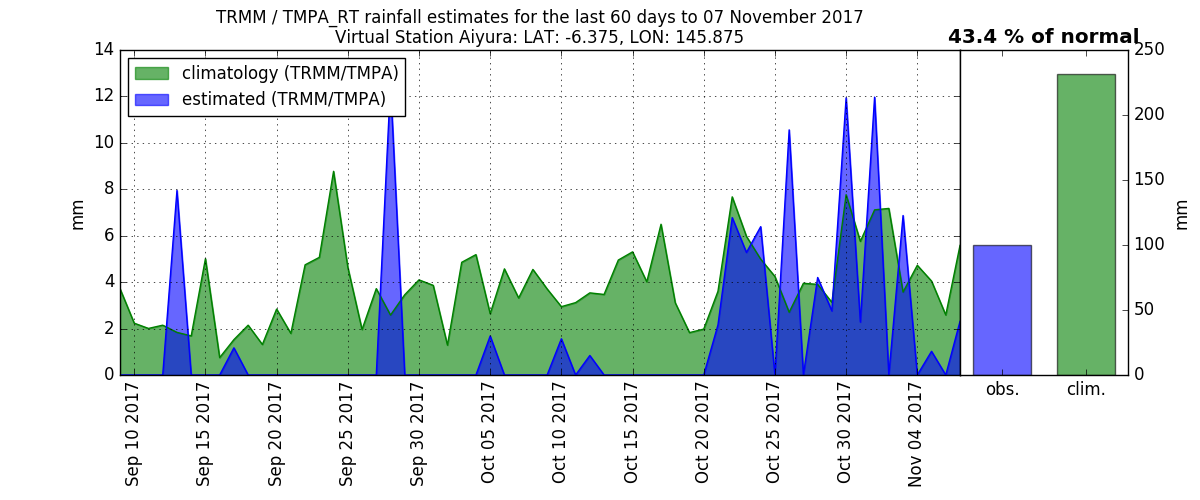 TRMM / TMPA_RT rainfall estimates for the last 60 days to 07 November 2017
Virtual Station Aiyura: LAT: -6.375, LON: 145.875
43.4 % of normal
climatology (TRMM/TMPA)
estimated (TRMM/TMPA)
14
12
10
8
6
4
2
0
mm
250
200
150
100
50
0
mm
Sep 10 2017
Sep 15 2017
Sep 20 2017
Sep 25 2017
Sep 30 2017
Oct 05 2017
Oct 10 2017
Oct 15 2017
Oct 20 2017
Oct 25 2017
Oct 30 2017
Nov 04 2017
obs.
clim.